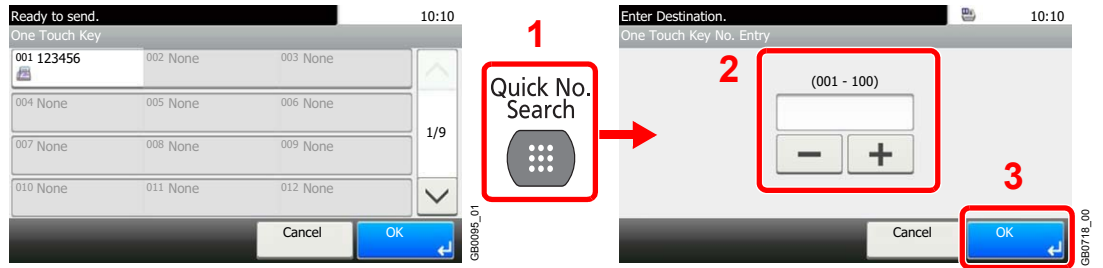 Ready to send.
10:10
One Touch Key
001 123456
002 None
003 None
004 None
005 None
006 None
1/9
007 None
008 None
009 None
010 None
011 None
012 None
Cancel
OK
GB0095_01
1
Quick No.
Search
Enter Destination.
10:10
One Touch Key No. Entry
2
(001 - 100)
3
Cancel
OK
GB0718_00